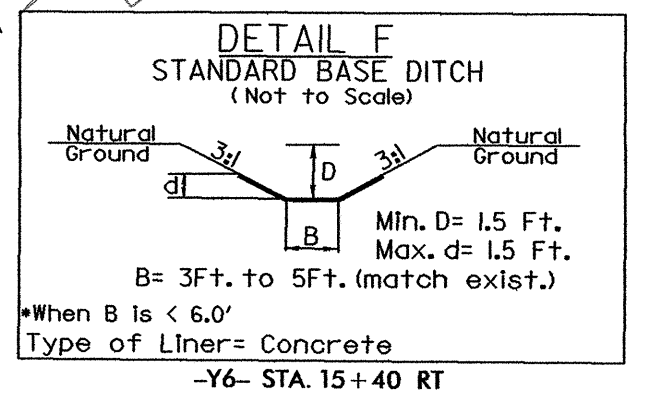 DETAIL F
STANDARD BASE DITCH
(Not to Scale)
Natural
Ground
3:1
D
3:1
Natural
Ground
d
B
Min. D= 1.5 Ft.
Max. d= 1.5 Ft.
B= 3Ft. to 5Ft. (match exist.)
*When B is < 6.0'
Type of Liner= Concrete
-Y6- STA. 15+40 RT